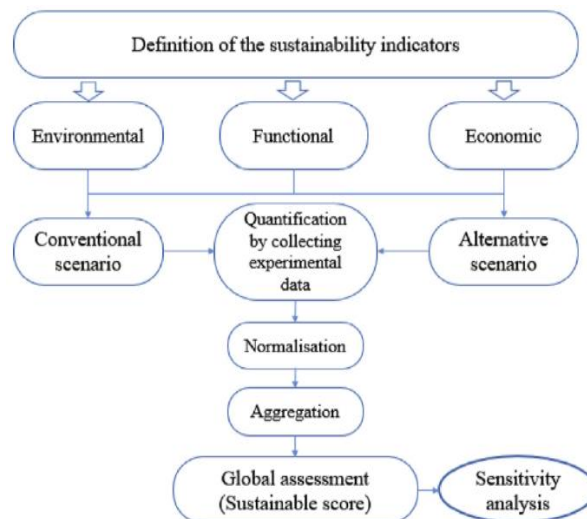 Definition of the sustainability indicators
Environmental
Functional
Economic
Conventional
scenario
Quantification
by collecting
experimental
data
Alternative
scenario
Normalisation
Aggregation
Global assessment
(Sustainable score)
Sensitivity
analysis